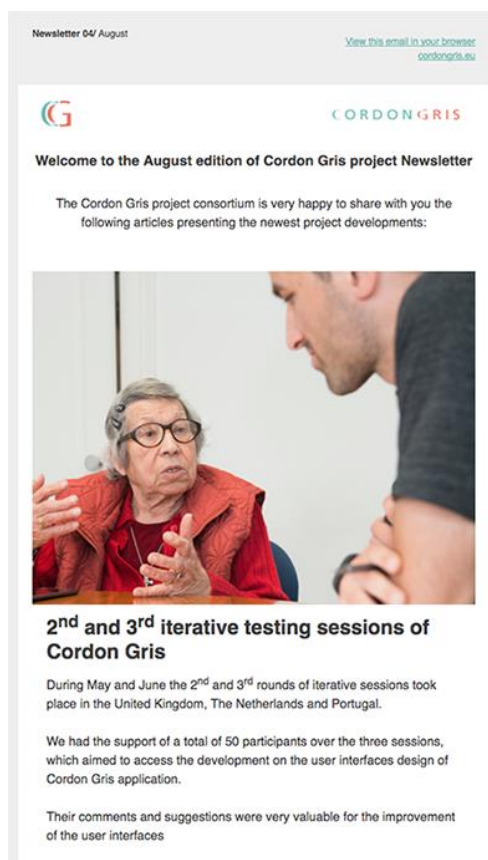 Newsletter 04/ August
View this email in your browser
cordongris.eu
CG
CORDONGRIS
Welcome to the August edition of Cordon Gris project Newsletter
The Cordon Gris project consortium is very happy to share with you the
following articles presenting the newest project developments:
2nd and 3rd iterative testing sessions of
Cordon Gris
During May and June the 2nd and 3rd rounds of iterative sessions took
place in the United Kingdom, The Netherlands and Portugal.
We had the support of a total of 50 participants over the three sessions,
which aimed to access the development on the user interfaces design of
Cordon Gris application.
Their comments and suggestions were very valuable for the improvement
of the user interfaces